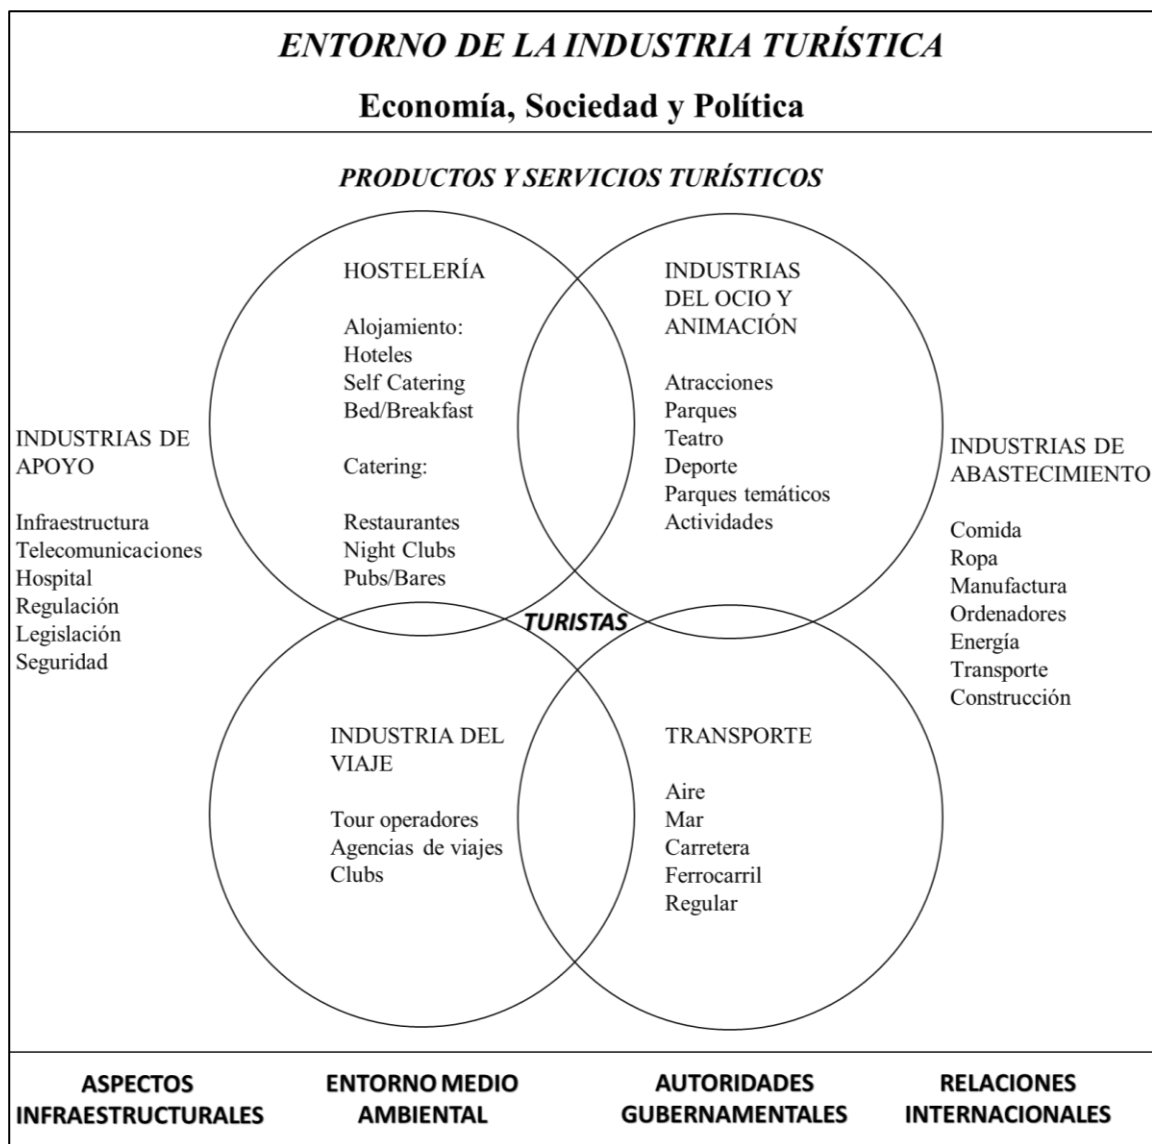 ENTORNO DE LA INDUSTRIA TURÍSTICA
Economía, Sociedad y Política
PRODUCTOS Y SERVICIOS TURÍSTICOS
HOSTELERÍA
Alojamiento:
Hoteles
Self Catering
Bed/Breakfast
Catering:
Restaurantes
Night Clubs
Pubs/Bares
INDUSTRIAS
DEL OCIO Y
ANIMACIÓN
Atracciones
Parques
Teatro
Deporte
Parques temáticos
Actividades
INDUSTRIAS DE
APOYO
Infraestructura
Telecomunicaciones
Hospital
Regulación
Legislación
Seguridad
INDUSTRIAS DE
ABASTECIMIENTO
Comida
Ropa
Manufactura
Ordenadores
Energía
Transporte
Construcción
TURISTAS
INDUSTRIA DEL
VIAJE
Tour operadores
Agencias de viajes
Clubs
TRANSPORTE
Aire
Mar
Carretera
Ferrocarril
Regular
ASPECTOS
INFRAESTRUCTURALES
ENTORNO MEDIO
AMBIENTAL
AUTORIDADES
GUBERNAMENTALES
RELACIONES
INTERNACIONALES